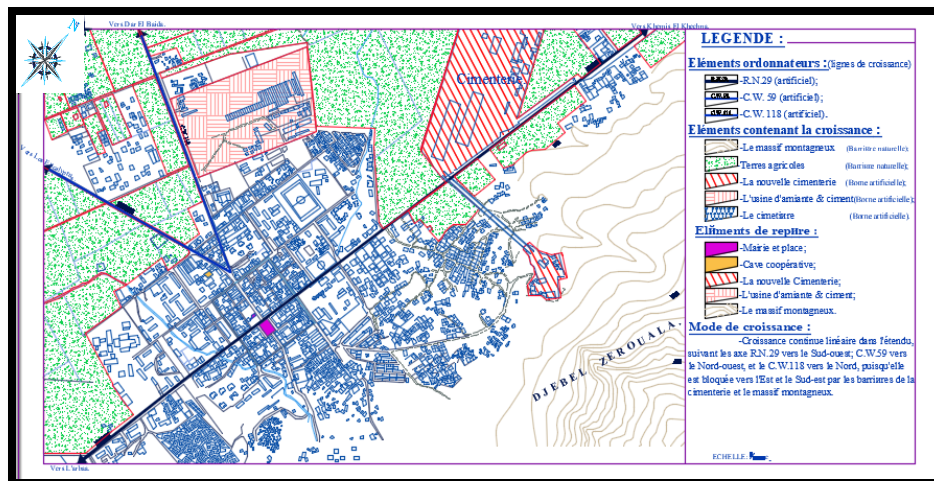 Vers Dar El Baida.
Vers Khemis El Khechna.
Cimenterie
DJEBEL ZEROUALA.
Vers L'arbaa.
LEGENDE :
Eléments ordonnateurs :(lignes de croissance)
-R.N.29 (artificiel);
-C.W. 59 (artificiel);
-C.W. 118 (artificiel).
Eléments contenant la croissance :
-Le massif montagneux (Barrière naturelle);
-Terres agricoles (Barriere naturelle);
-La nouvelle cimenterie (Borne artificielle);
-L'usine d'amiante & ciment(Borne artificielle);
-Le cimetière (Borne artificielle).
Eléments de repère :
-Mairie et place;
-Cave coopérative;
-La nouvelle Cimenterie;
-L'usine d'amiante & ciment;
-Le massif montagneux.
Mode de croissance :
-Croissance continue linéaire dans l'étendu,
suivant les axe R.N.29 vers le Sud-ouest; C.W.59 vers
le Nord-ouest, et le C.W.118 vers le Nord, puisqu'elle
est bloquée vers l'Est et le Sud-est par les barrières de la
cimenterie et le massif montagneux.
ECHELLE: